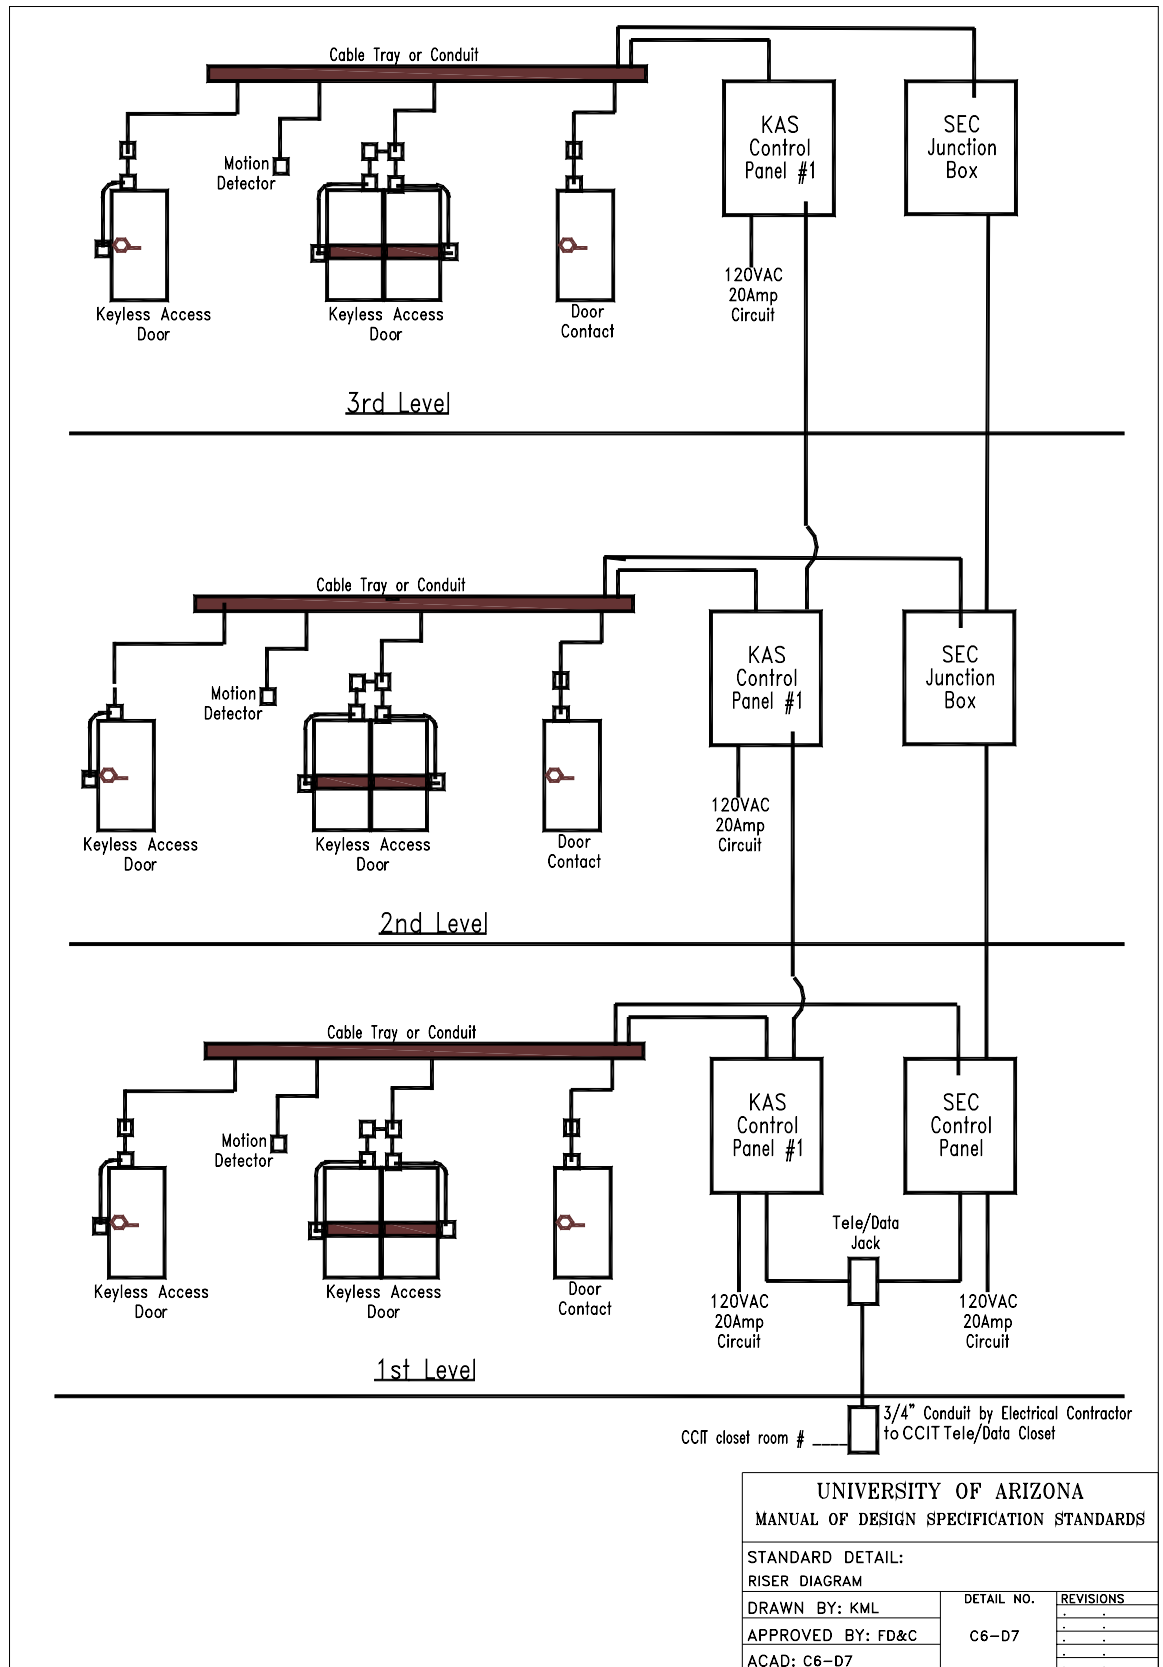 Cable Tray or Conduit
KAS
Control
Panel #1
SEC
Junction
Box
Motion
Detector
120VAC
20Amp
Circuit
Keyless Access
Door
Keyless Access
Door
Door
Contact
3rd Level
Cable Tray or Conduit
KAS
Control
Panel #1
SEC
Junction
Box
Motion
Detector
120VAC
20Amp
Circuit
Keyless Access
Door
Keyless Access
Door
Door
Contact
2nd Level
Cable Tray or Conduit
KAS
Control
Panel #1
SEC
Control
Panel
Motion
Detector
Tele/Data
Jack
Keyless Access
Door
Keyless Access
Door
Door
Contact
120VAC
20Amp
Circuit
120VAC
20Amp
Circuit
1st Level
3/4" Conduit by Electrical Contractor
to CCIT Tele/Data Closet
CCIT closet room # ____
UNIVERSITY OF ARIZONA
MANUAL OF DESIGN SPECIFICATION STANDARDS
STANDARD DETAIL:
RISER DIAGRAM
DRAWN BY: KML
DETAIL NO.
REVISIONS
APPROVED BY: FD&C
C6-D7
ACAD: C6-D7